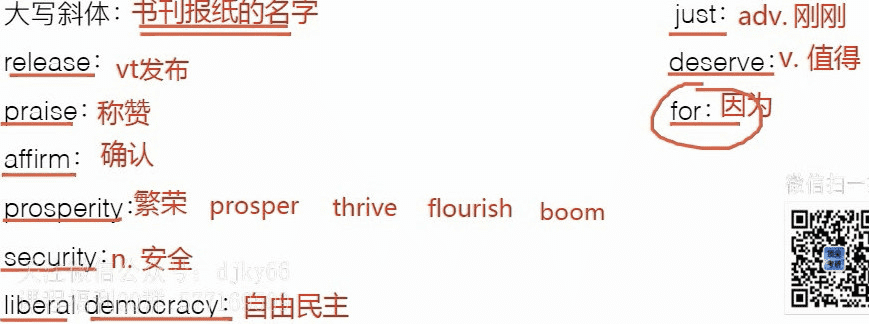 大写斜体：书刊报纸的名字
just：adv. 刚刚
release：vt发布
deserve：v. 值得
praise：称赞
for：因为
affirm：确认
prosperity：繁荣 prosper thrive flourish boom
微信扫一
security：n. 安全
djky66
liberal democracy：自由民主